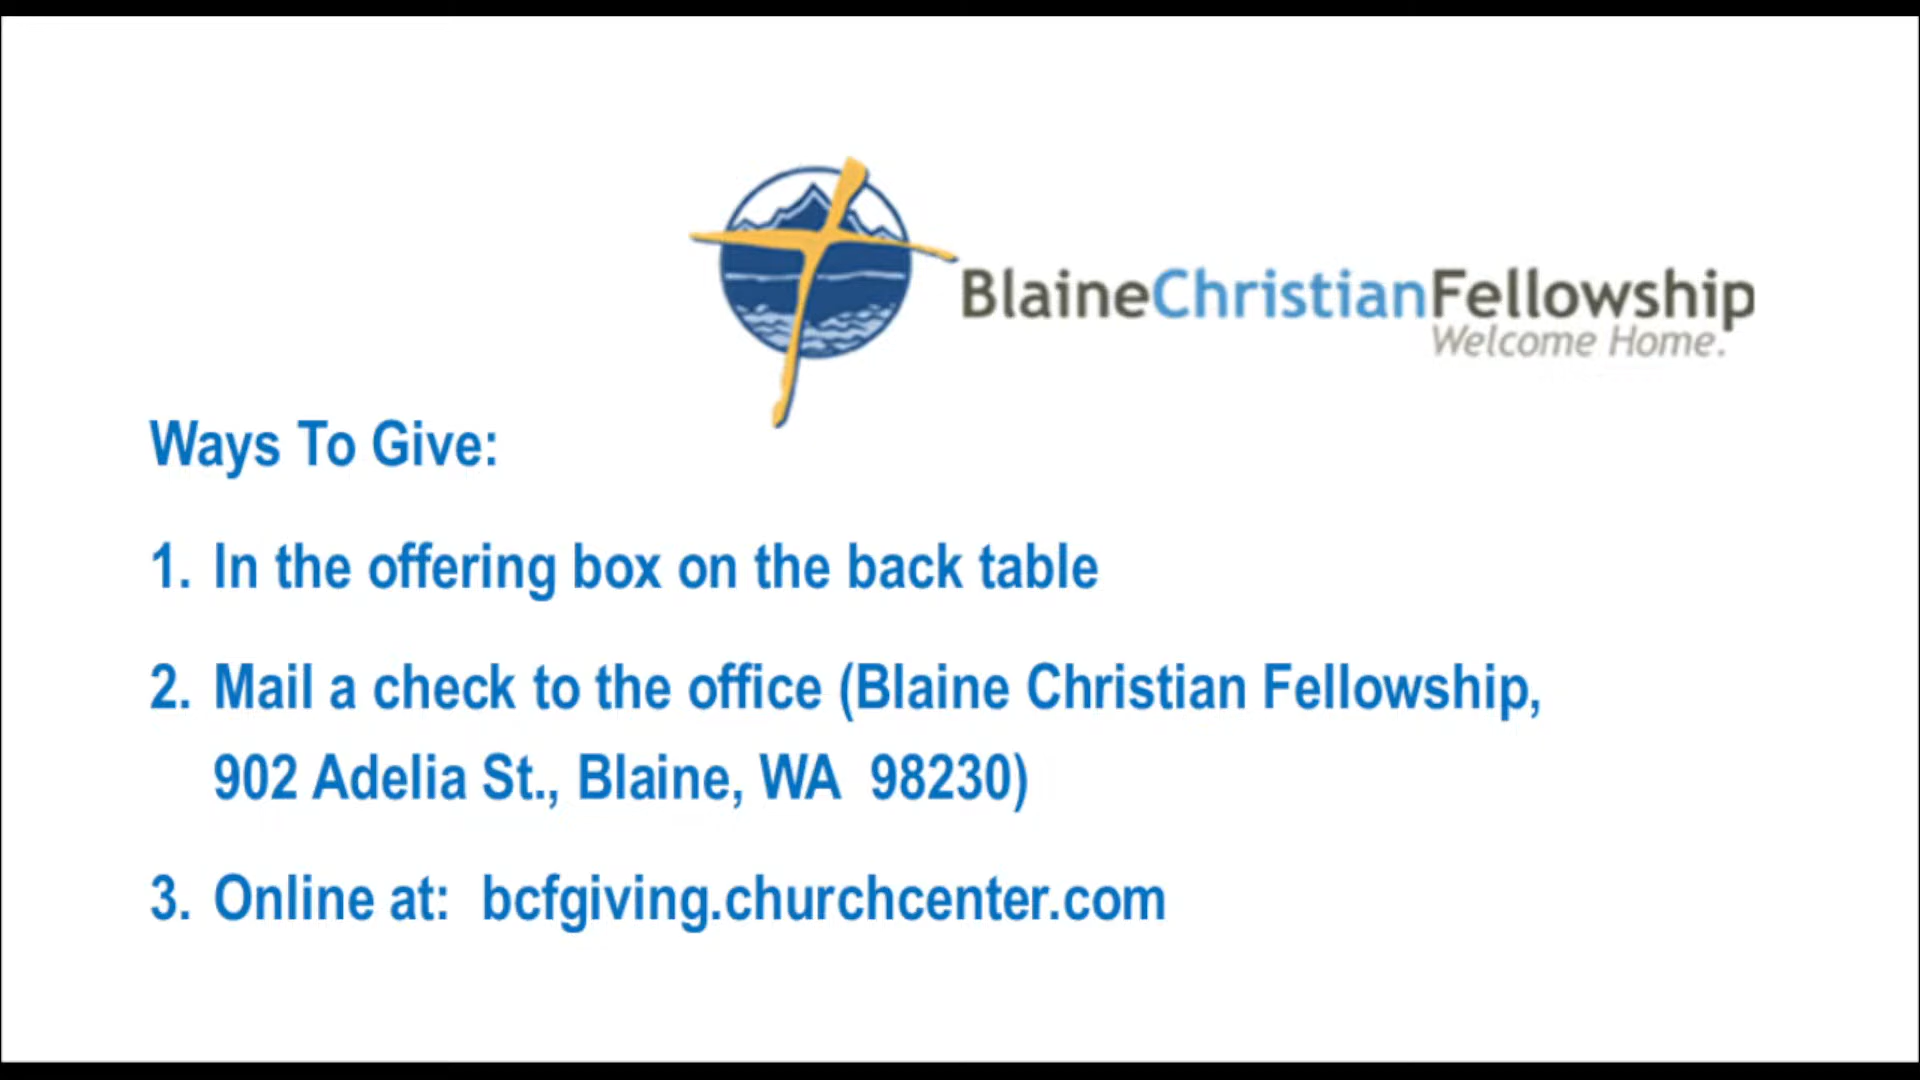 BlaineChristianFellowship
Welcome Home.
Ways To Give:
1. In the offering box on the back table
2. Mail a check to the office (Blaine Christian Fellowship,
902 Adelia St., Blaine, WA  98230)
3. Online at:  bcfgiving.churchcenter.com